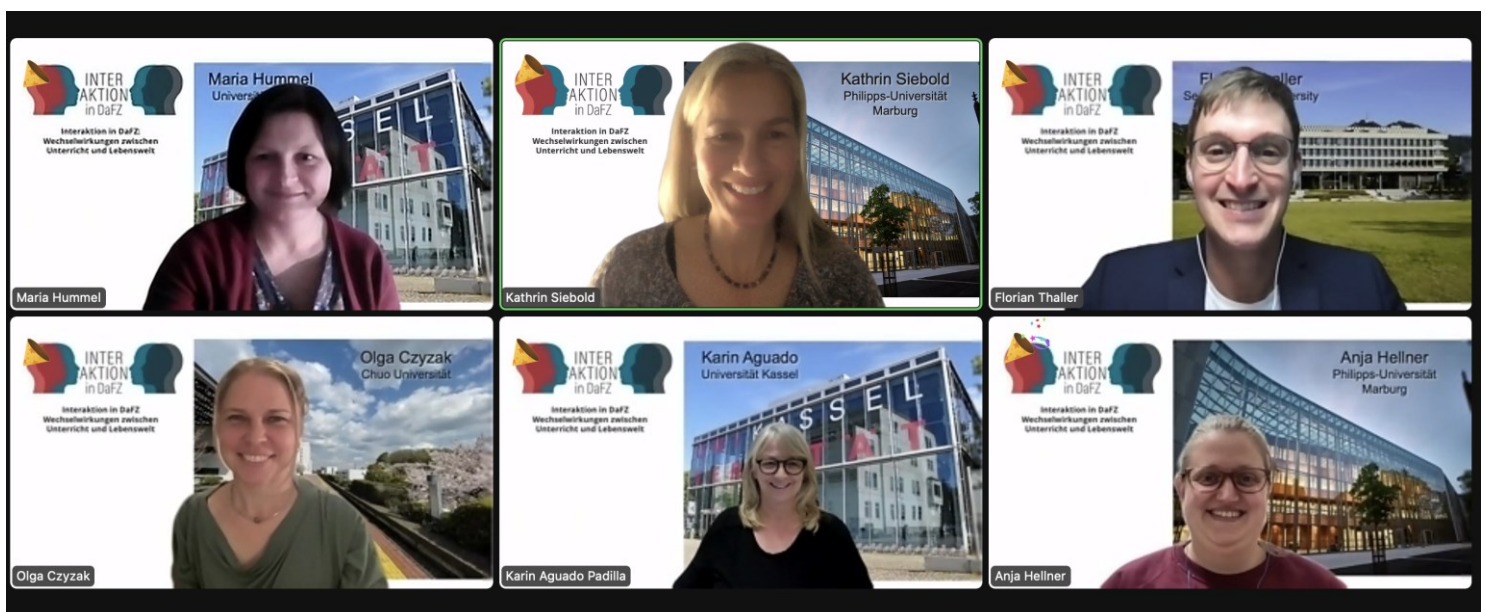 INTER
AKTION
in DaFZ
Interaktion in DaFZ:
Wechselwirkungen zwischen
Unterricht und Lebenswelt
Maria Hummel
SEL
AT
Maria Hummel
INTER
AKTION
in DaFZ
Interaktion in DaFZ
Wechselwirkungen zwischen
Unterricht und Lebenswelt
Kathrin Siebold
Philipps-Universität
Marburg
Kathrin Siebold
INTER
AKTION
in DaFZ
Interaktion in DaFZ
Wechselwirkungen zwischen
Unterricht und Lebenswelt
Florian Thaller
INTER
AKTION
in DaFZ
Interaktion in DaFZ
Wechselwirkungen zwischen
Unterricht und Lebenswelt
Olga Czyzak
Chuo Universität
Olga Czyzak
INTER
AKTION
in DaFZ
Interaktion in DaFZ
Wechselwirkungen zwischen
Unterricht und Lebenswelt
Karin Aguado
Universität Kassel
KASSEL
Karin Aguado Padilla
INTER
AKTION
in DaFZ
Interaktion in DaFZ
Wechselwirkungen zwischen
Unterricht und Lebenswelt
Anja Hellner
Philipps-Universität
Marburg
Anja Hellner